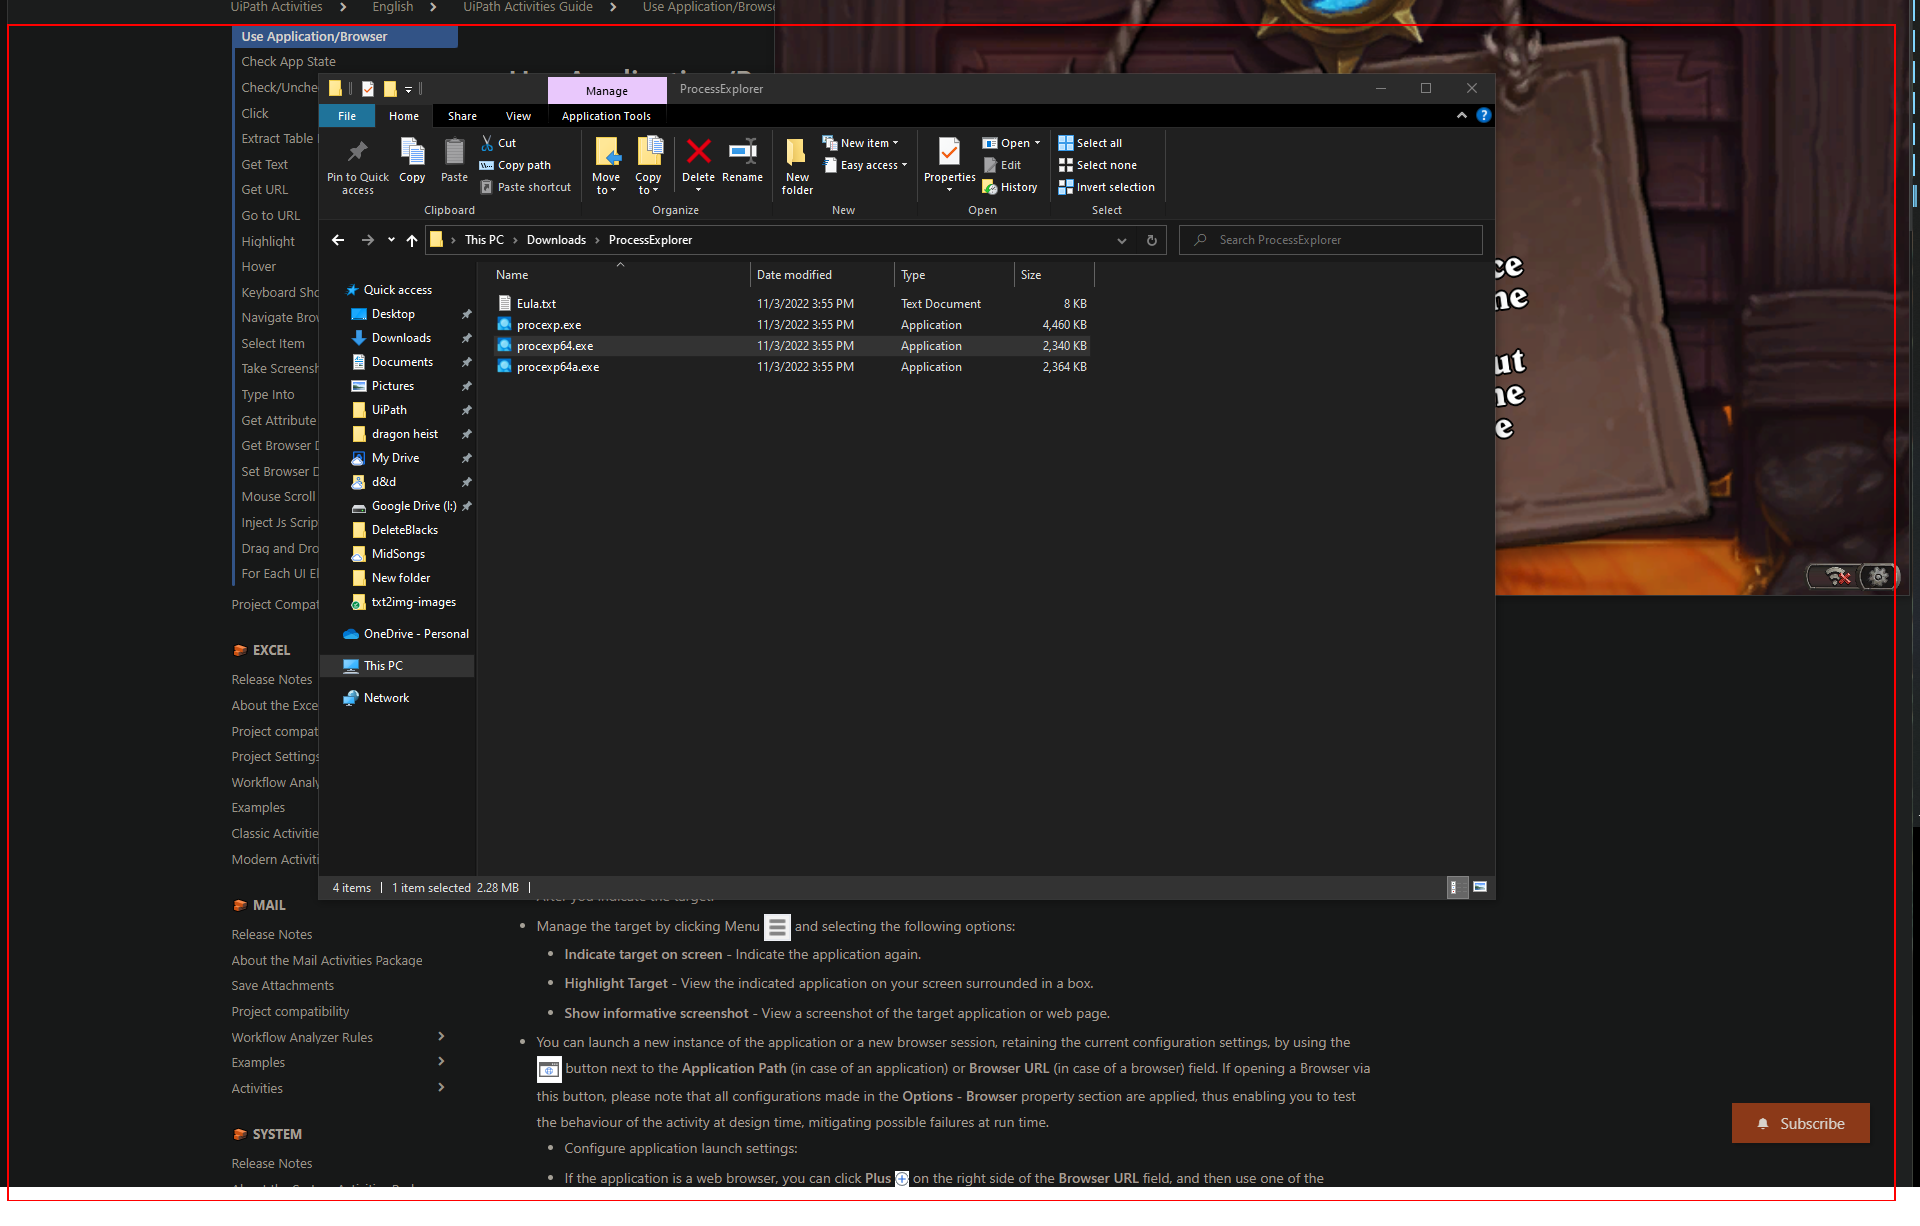 UiPath Activities > English > UiPath Activities Guide > Use Application/Browse
Use Application/Browser
Check App State
Check/Unche
Click
Extract Table
Get Text
Get URL
Go to URL
Highlight
Hover
Keyboard Sho
Navigate Brow
Select Item
Take Screensh
Type Into
Get Attribute
Get Browser D
Set Browser D
Mouse Scroll
Inject Js Scrip
Drag and Dro
For Each UI El
Project Compat
EXCEL
Release Notes
About the Exce
Project compat
Project Settings
Workflow Analy
Examples
Classic Activitie
Modern Activiti
MAIL
Release Notes
About the Mail Activities Package
Save Attachments
Project compatibility
Workflow Analyzer Rules
Examples
Activities
SYSTEM
Release Notes
Manage
ProcessExplorer
File
Home
Share
View
Application Tools
Pin to Quick access
Copy
Paste
Cut
Copy path
Paste shortcut
Clipboard
Move to
Copy to
Delete
Rename
Organize
New folder
New item
Easy access
New
Properties
Open
Edit
History
Open
Select all
Select none
Invert selection
Select
This PC > Downloads > ProcessExplorer
Search ProcessExplorer
Quick access
Desktop
Downloads
Documents
Pictures
UiPath
dragon heist
My Drive
d&d
Google Drive (I:)
DeleteBlacks
MidSongs
New folder
txt2img-images
OneDrive - Personal
This PC
Network
Name Date modified Type Size
Eula.txt 11/3/2022 3:55 PM Text Document 8 KB
procexp.exe 11/3/2022 3:55 PM Application 4,460 KB
procexp64.exe 11/3/2022 3:55 PM Application 2,340 KB
procexp64a.exe 11/3/2022 3:55 PM Application 2,364 KB
4 items | 1 item selected 2.28 MB |
ce
ne
ut
ne
e
After you indicate the target:
• Manage the target by clicking Menu and selecting the following options:
• Indicate target on screen - Indicate the application again.
• Highlight Target - View the indicated application on your screen surrounded in a box.
• Show informative screenshot - View a screenshot of the target application or web page.
• You can launch a new instance of the application or a new browser session, retaining the current configuration settings, by using the
button next to the Application Path (in case of an application) or Browser URL (in case of a browser) field. If opening a Browser via
this button, please note that all configurations made in the Options - Browser property section are applied, thus enabling you to test
the behaviour of the activity at design time, mitigating possible failures at run time.
• Configure application launch settings:
• If the application is a web browser, you can click Plus on the right side of the Browser URL field, and then use one of the
Subscribe